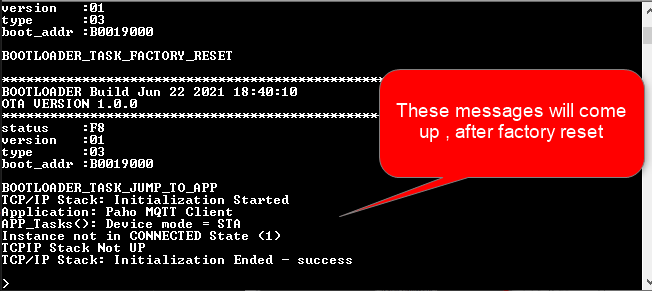 version   :01
type      :03
boot_addr :B0019000
BOOTLOADER_TASK_FACTORY_RESET
************************************************
BOOTLOADER Build Jun 22 2021 18:40:10
OTA VERSION 1.0.0
************************************************
status    :F8
version   :01
type      :03
boot_addr :B0019000
BOOTLOADER_TASK_JUMP_TO_APP
TCP/IP Stack: Initialization Started
Application: Paho MQTT Client
APP_Tasks(): Device mode = STA
Instance not in CONNECTED State (1)
TCPIP Stack Not UP
TCP/IP Stack: Initialization Ended - success
>
These messages will come
up , after factory reset